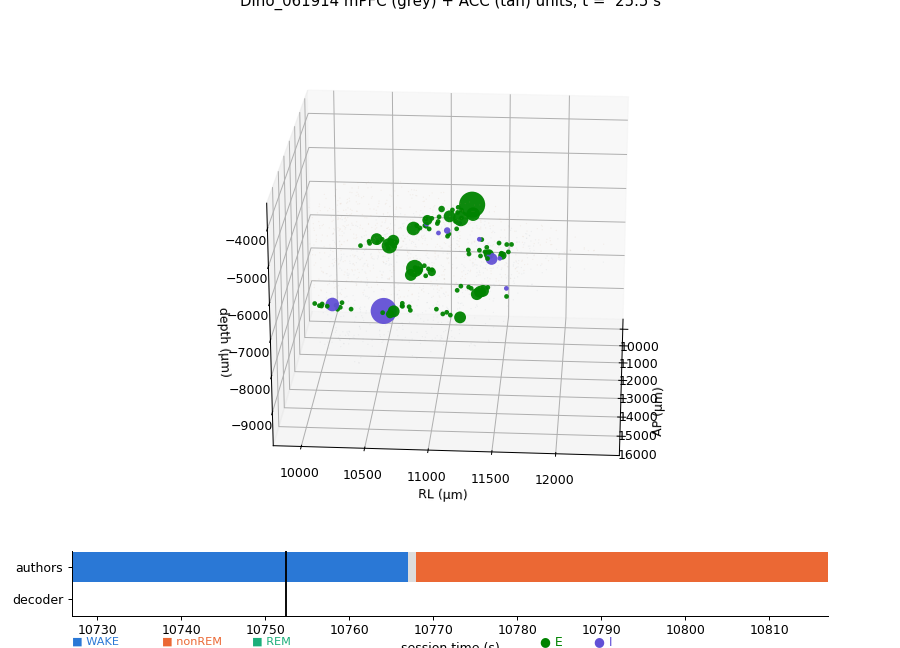 Dino_061914 mPFC (grey) + ACC (tan) units, t = 25.5 s
−4000
−5000
−6000
−7000
−8000
−9000
depth (μm)
10000
11000
12000
13000
14000
15000
16000
AP (μm)
10000
10500
11000
11500
12000
RL (μm)
authors
decoder
10730
10740
10750
10760
10770
10780
10790
10800
10810
session time (s)
WAKE
nonREM
REM
E
I